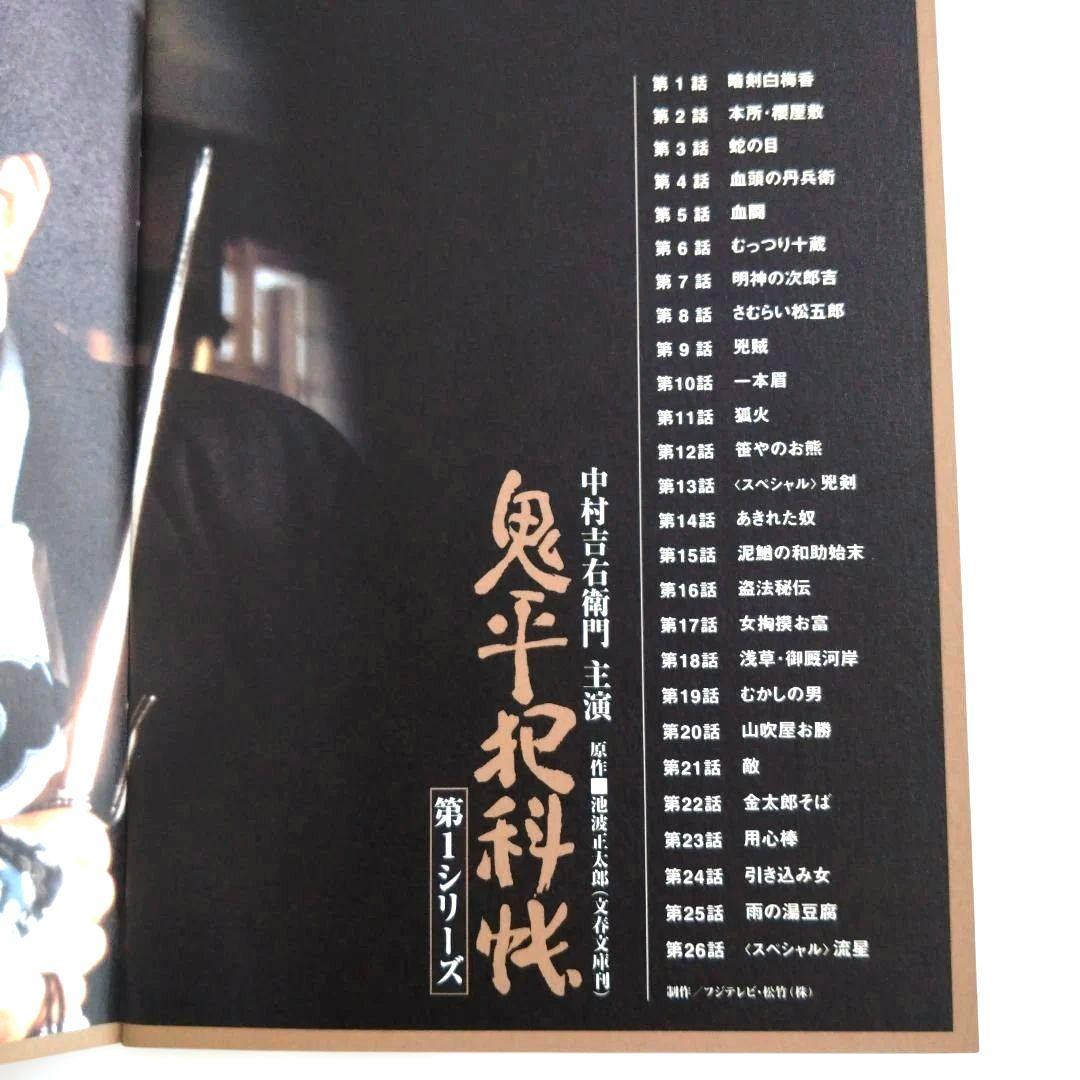 第1話 暗剣白梅香
第2話 本所・櫻屋敷
第3話 蛇の目
第4話 血頭の丹兵衛
第5話 血闘
第6話 むっつり十蔵
第7話 明神の次郎吉
第8話 さむらい松五郎
第9話 兇賊
第10話 一本眉
第11話 狐火
第12話 笹やのお熊
第13話 〈スペシャル〉兇剣
第14話 あきれた奴
第15話 泥鰌の和助始末
第16話 盗法秘伝
第17話 女掏摸お富
第18話 浅草・御厩河岸
第19話 むかしの男
第20話 山吹屋お勝
第21話 敵
第22話 金太郎そば
第23話 用心棒
第24話 引き込み女
第25話 雨の湯豆腐
第26話 〈スペシャル〉流星
制作/フジテレビ・松竹(株)
中村吉右衛門 主演 原作■池波正太郎(文春文庫刊)
鬼平犯科帳
第1シリーズ